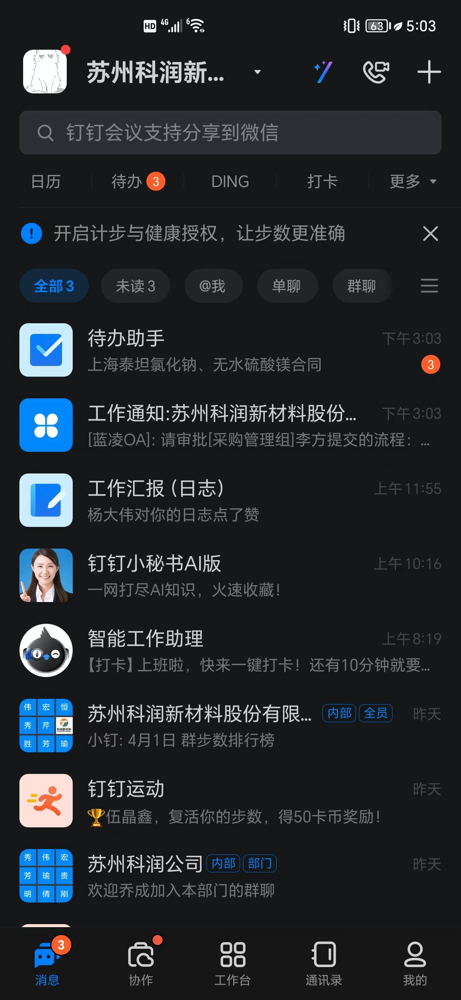 HD 4G 6 63 5:03
苏州科润新...
钉钉会议支持分享到微信
日历 待办 3 DING 打卡 更多
开启计步与健康授权，让步数更准确
全部 3 未读 3 @我 单聊 群聊
待办助手 下午 3:03
上海泰坦氯化钠、无水硫酸镁合同 3
工作通知:苏州科润新材料股份... 下午 3:03
[蓝凌OA]: 请审批[采购管理组]李方提交的流程：...
工作汇报（日志） 上午 11:55
杨大伟对你的日志点了赞
钉钉小秘书AI版 上午 10:16
一网打尽AI知识，火速收藏！
智能工作助理 上午 8:19
【打卡】上班啦，快来一键打卡！还有10分钟就要...
伟 宏 恒
秀 芹 科润新材料
胜 芳 瑜
苏州科润新材料股份有限... 内部 全员 昨天
小钉: 4月1日 群步数排行榜
钉钉运动 昨天
🏆伍晶鑫，复活你的步数，得50卡币奖励！
秀 伟 宏
芳 瑜 贵
明 倩 刚
苏州科润公司 内部 部门 昨天
欢迎乔成加入本部门的群聊
3
消息 协作 工作台 通讯录 我的